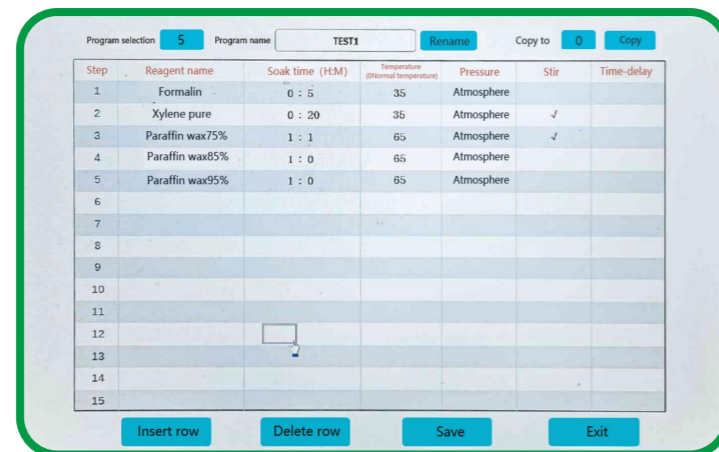 Program selection 5 Program name TEST1 Rename Copy to 0 Copy
Step Reagent name Soak time (H:M) Temperature (0Normal temperature) Pressure Stir Time-delay
1 Formalin 0 : 5 35 Atmosphere
2 Xylene pure 0 : 20 35 Atmosphere √
3 Paraffin wax75% 1 : 1 65 Atmosphere √
4 Paraffin wax85% 1 : 0 65 Atmosphere
5 Paraffin wax95% 1 : 0 65 Atmosphere
6
7
8
9
10
11
12
13
14
15
Insert row Delete row Save Exit